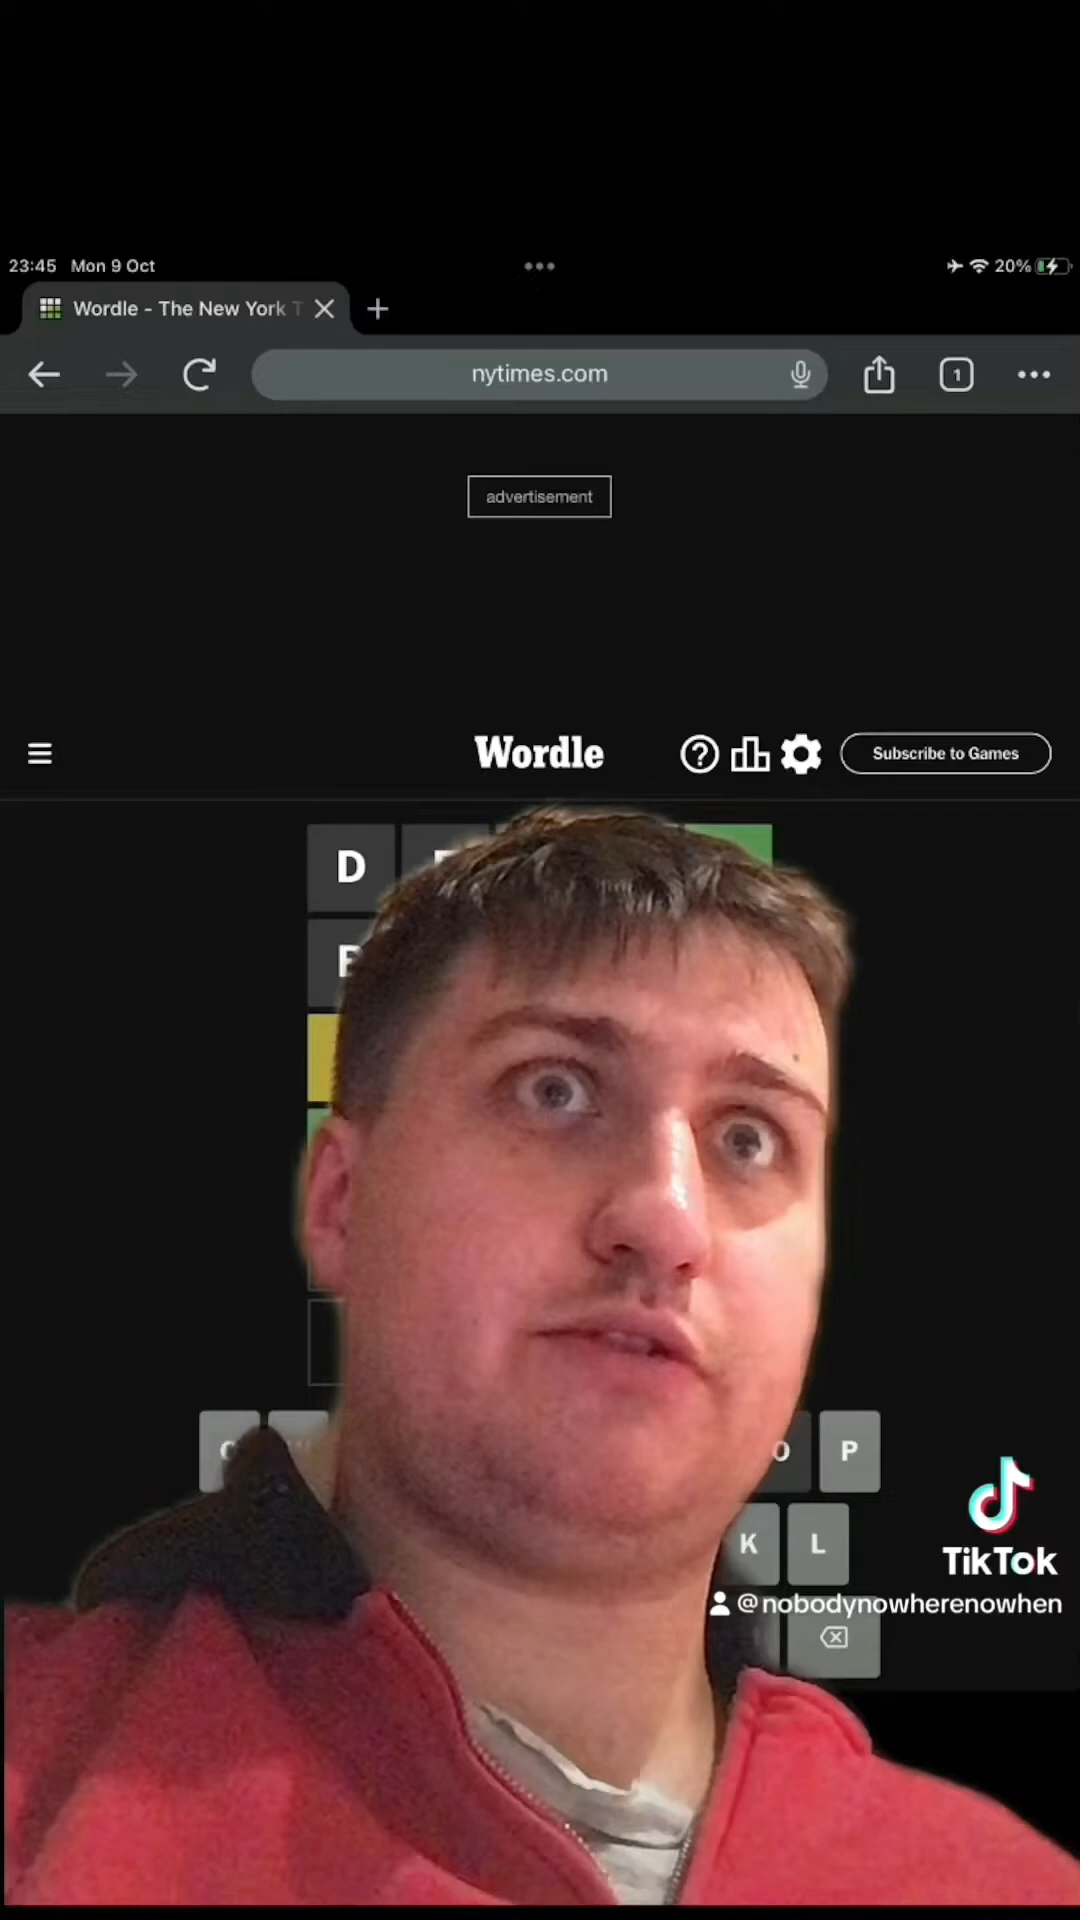 23:45 Mon 9 Oct
20%
Wordle - The New York T
nytimes.com
1
advertisement
Wordle
Subscribe to Games
D
P
K L
TikTok
@nobodynowherenowhen